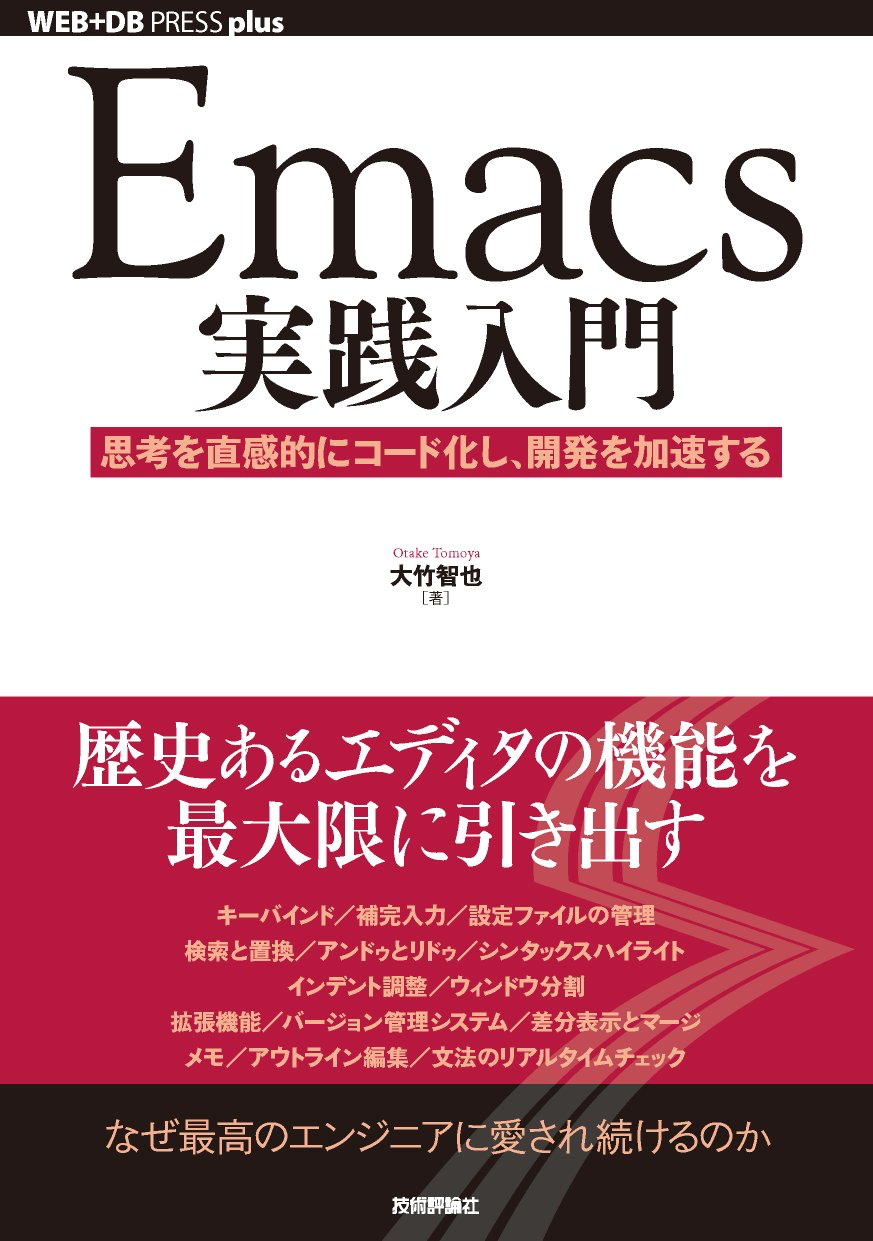 WEB+DB PRESS plus
Emacs
実践入門
思考を直感的にコード化し、開発を加速する
Otake Tomoya
大竹智也
[著]
歴史あるエディタの機能を
最大限に引き出す
キーバインド／補完入力／設定ファイルの管理
検索と置換／アンドゥとリドゥ／シンタックスハイライト
インデント調整／ウィンドウ分割
拡張機能／バージョン管理システム／差分表示とマージ
メモ／アウトライン編集／文法のリアルタイムチェック
なぜ最高のエンジニアに愛され続けるのか
技術評論社